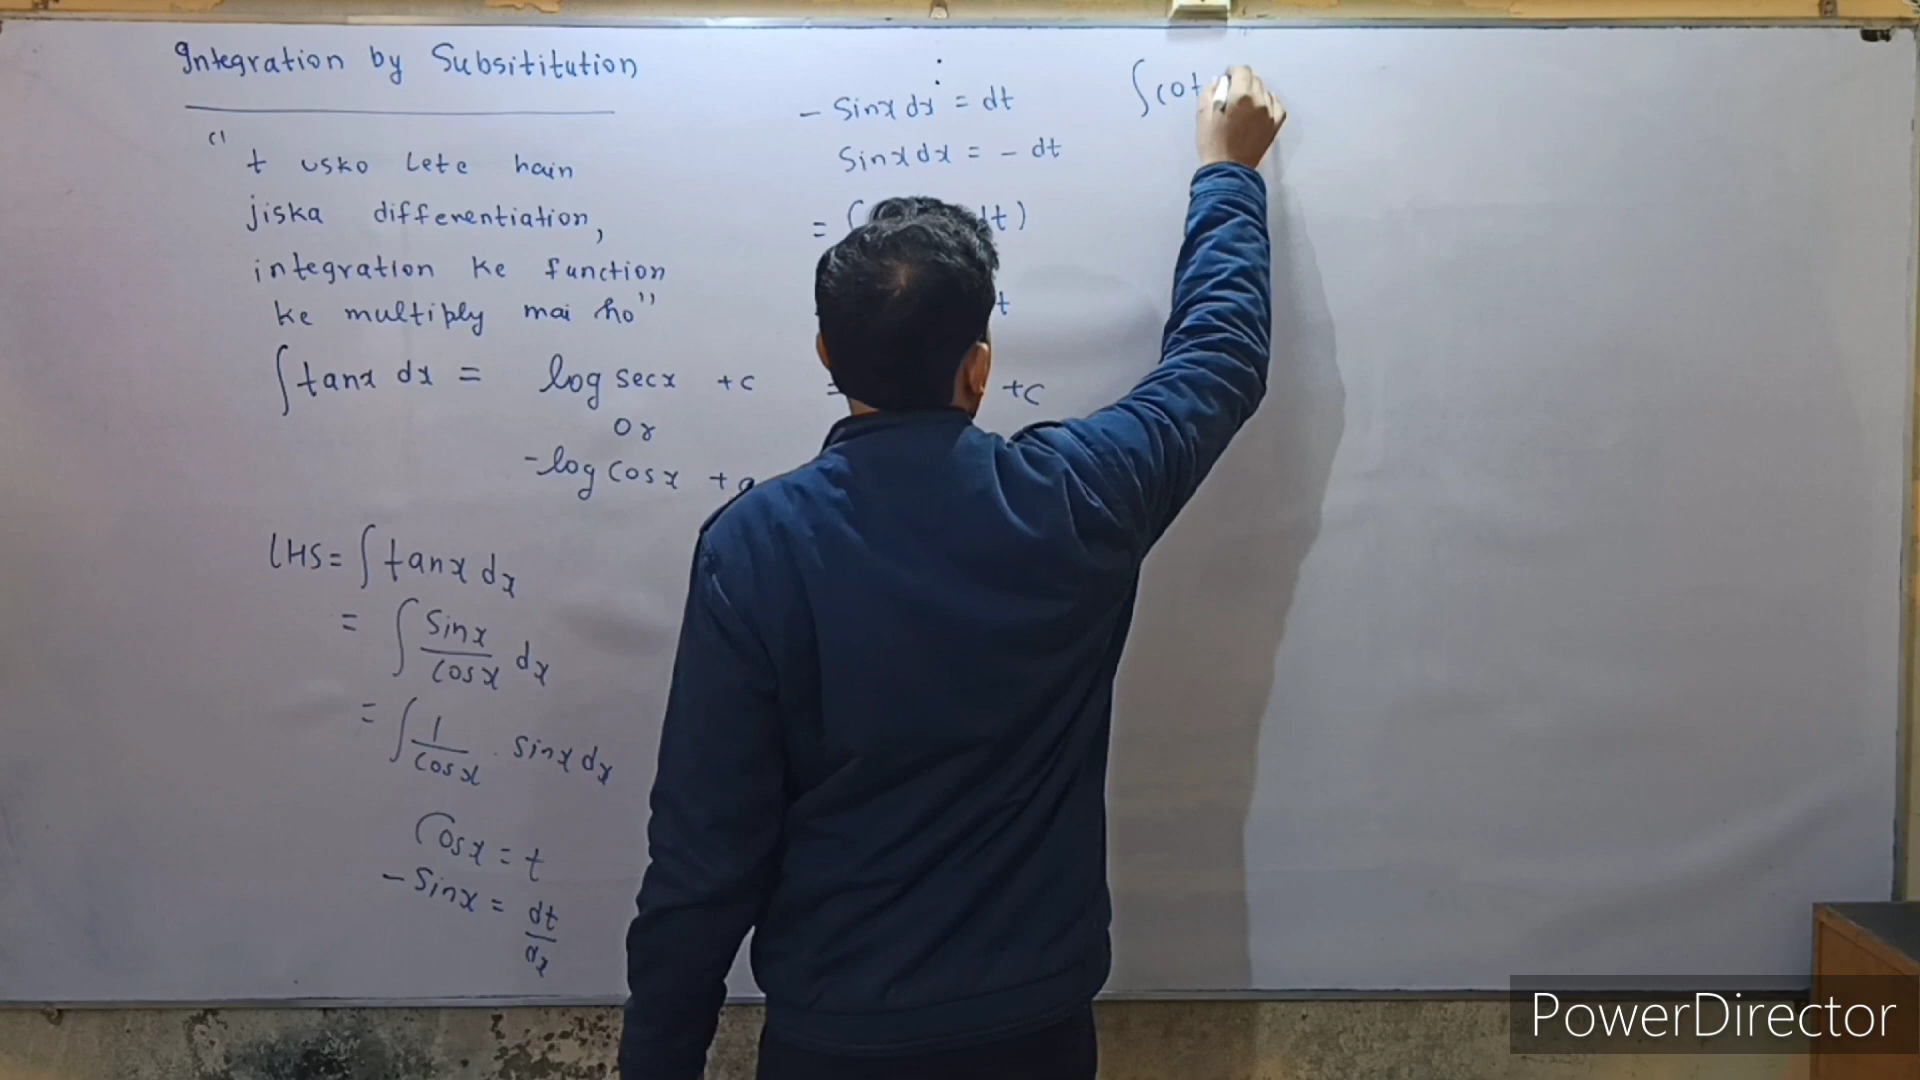 Integration by Subsititution
" t usko lete hain
jiska differentiation,
integration ke function
ke multiply mai ho"
∫tanx dx = log secx + c
or
-log cosx +
LHS = ∫tanx dx
= ∫ sinx/cosx dx
= ∫ 1/cosx . sinx dx
Cosx = t
- sinx = dt/dx
:
- sinx dx = dt
sinx dx = - dt
= dt)
t
+c
∫cot
PowerDirector